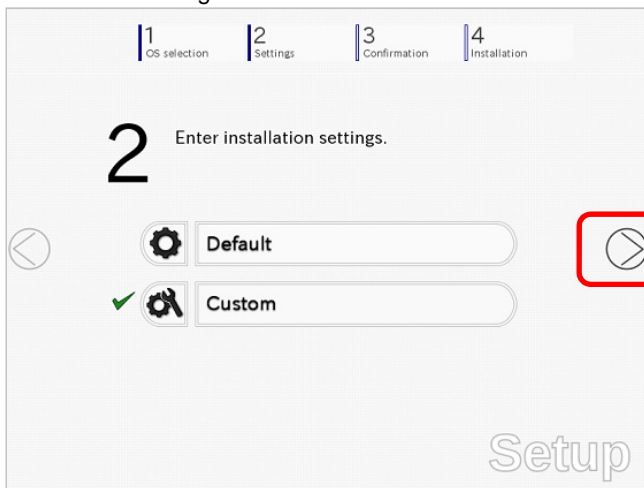 1
OS selection
2
Settings
3
Confirmation
4
Installation
2
Enter installation settings.
Default
Custom
Setup